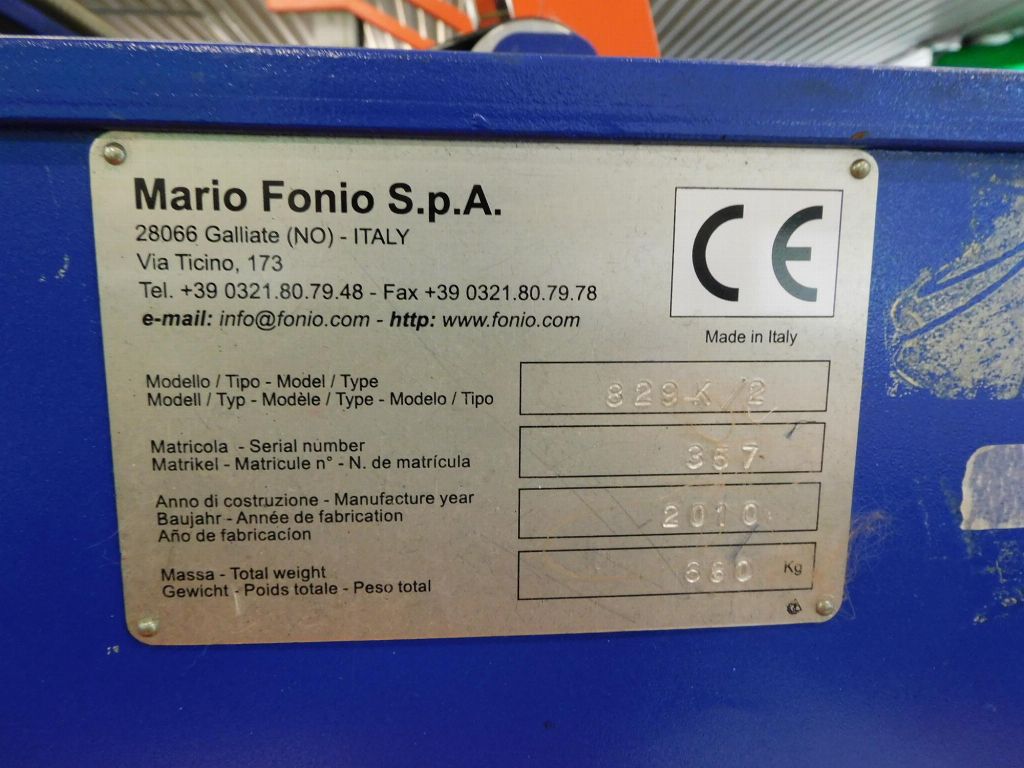 Mario Fonio S.p.A.
28066 Galliate (NO) - ITALY
Via Ticino, 173
Tel. +39 0321.80.79.48 - Fax +39 0321.80.79.78
e-mail: info@fonio.com - http: www.fonio.com
CE
Made in Italy
Modello / Tipo - Model / Type
Modell / Typ - Modèle / Type - Modelo / Tipo
829K/2
Matricola - Serial number
Matrikel - Matricule n° - N. de matrícula
367
Anno di costruzione - Manufacture year
Baujahr - Année de fabrication
Año de fabricacíon
2010
Massa - Total weight
Gewicht - Poids totale - Peso total
Kg